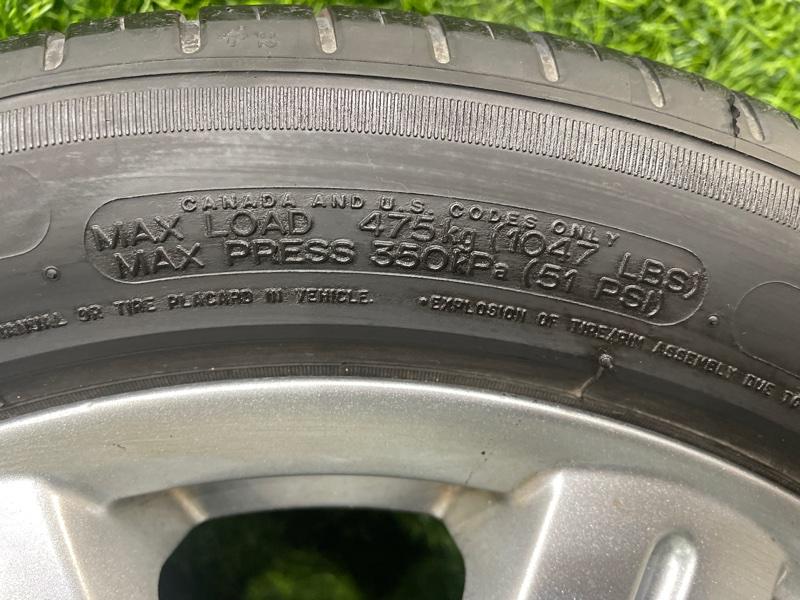 CANADA AND U.S. CODES ONLY
MAX LOAD 475kg (1047 LBS)
MAX PRESS 350kPa (51 PSI)
OR TIRE PLACARD IN VEHICLE. •EXPLOSION OF TIRE/RIM ASSEMBLY DUE TO